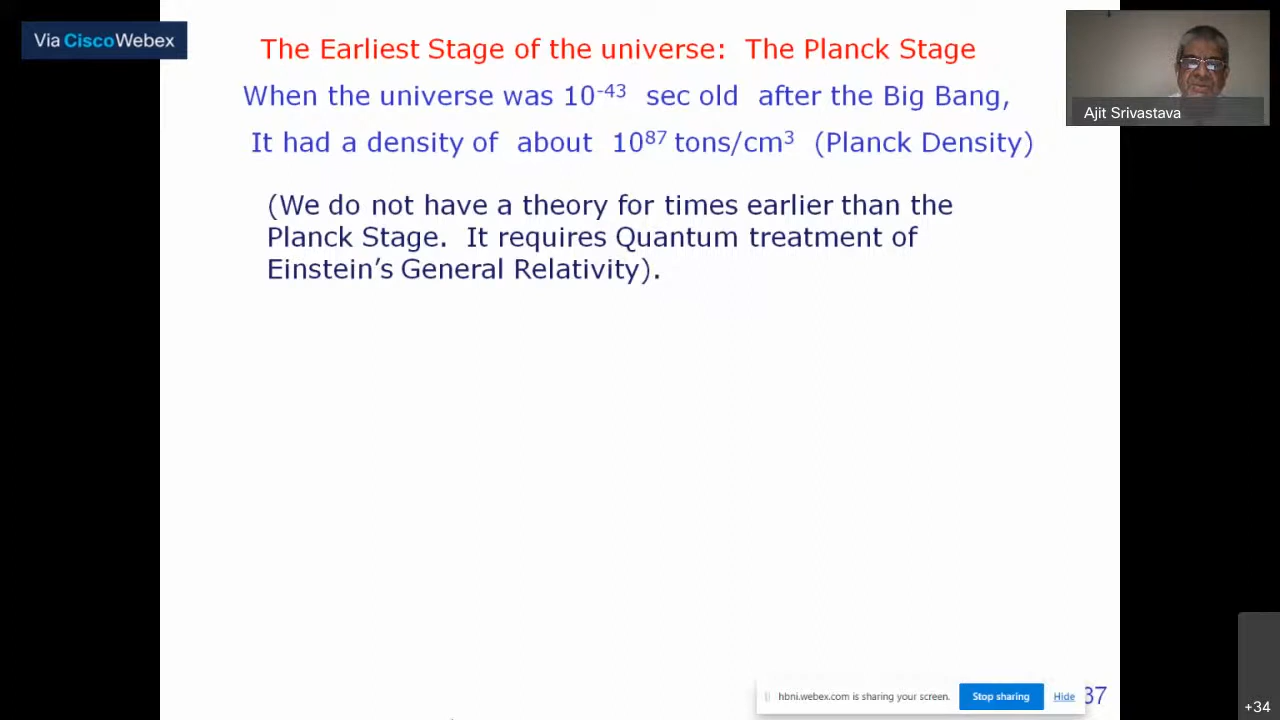 Via CiscoWebex
The Earliest Stage of the universe: The Planck Stage
When the universe was 10⁻⁴³ sec old after the Big Bang,
It had a density of about 10⁸⁷ tons/cm³ (Planck Density)
(We do not have a theory for times earlier than the
Planck Stage. It requires Quantum treatment of
Einstein’s General Relativity).
Ajit Srivastava
hbni.webex.com is sharing your screen. Stop sharing Hide
37
+34